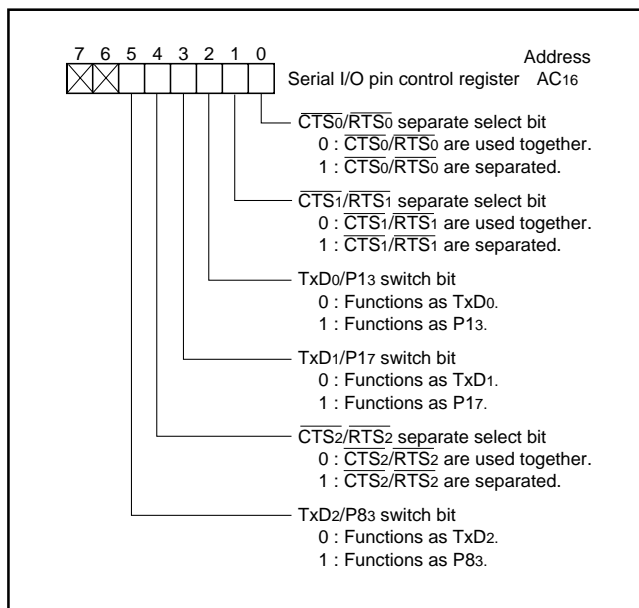 7 6 5 4 3 2 1 0 Address
Serial I/O pin control register AC16
CTS0/RTS0 separate select bit
0 : CTS0/RTS0 are used together.
1 : CTS0/RTS0 are separated.
CTS1/RTS1 separate select bit
0 : CTS1/RTS1 are used together.
1 : CTS1/RTS1 are separated.
TxD0/P13 switch bit
0 : Functions as TxD0.
1 : Functions as P13.
TxD1/P17 switch bit
0 : Functions as TxD1.
1 : Functions as P17.
CTS2/RTS2 separate select bit
0 : CTS2/RTS2 are used together.
1 : CTS2/RTS2 are separated.
TxD2/P83 switch bit
0 : Functions as TxD2.
1 : Functions as P83.